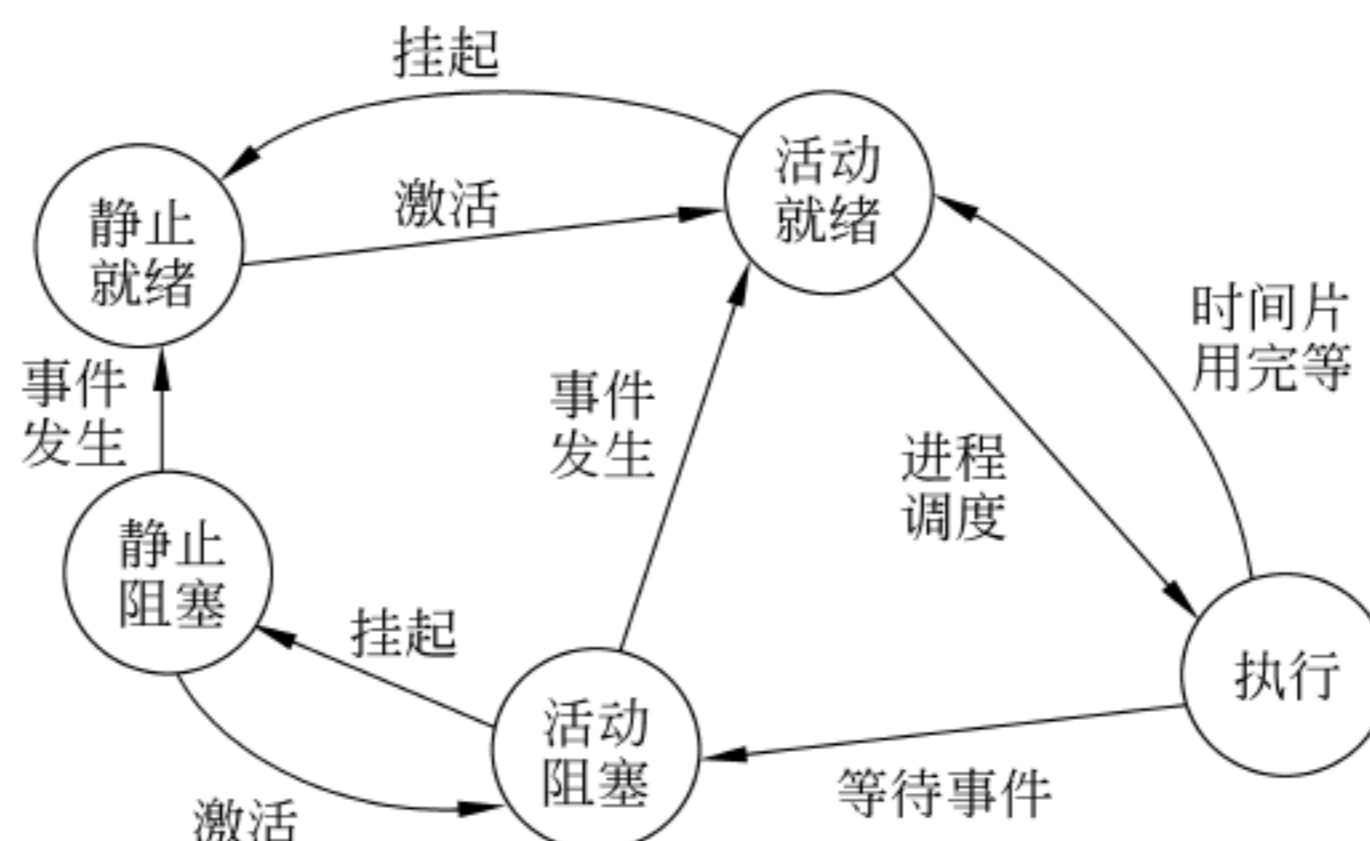 挂起
活动
就绪
激活
静止
就绪
时间片
用完等
事件
发生
事件
发生
进程
调度
静止
阻塞
挂起
执行
活动
阻塞
等待事件
激活